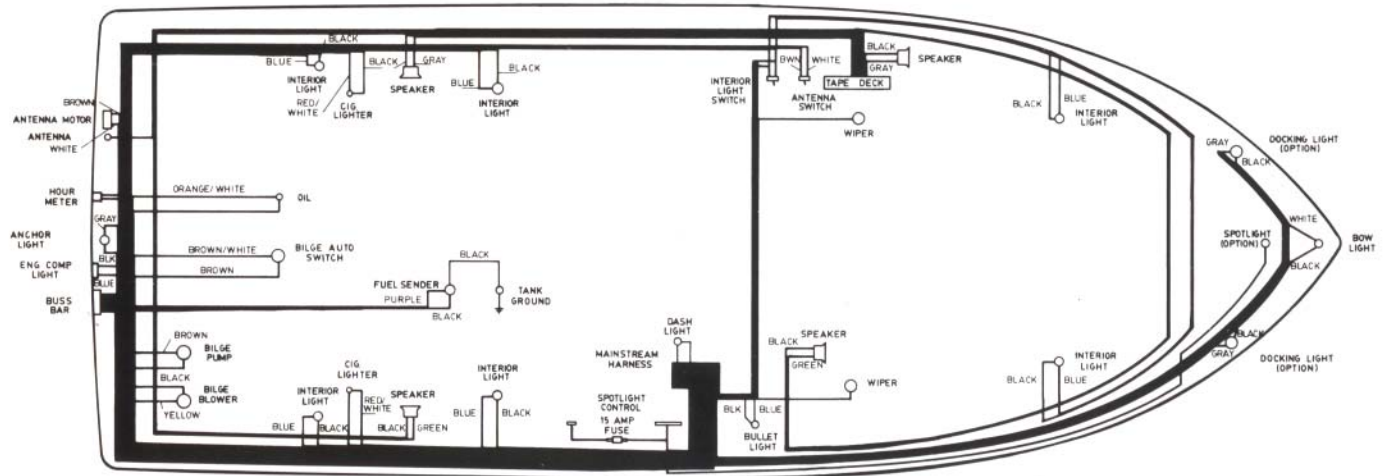 BLACK
BLUE
INTERIOR
LIGHT
RED/
WHITE
CIG
LIGHTER
BLACK
GRAY
SPEAKER
BLUE
BLACK
INTERIOR
LIGHT
INTERIOR
LIGHT
SWITCH
BWN
WHITE
ANTENNA
SWITCH
TAPE DECK
BLACK
GRAY
SPEAKER
WIPER
BLACK
BLUE
INTERIOR
LIGHT
GRAY
BLACK
DOCKING LIGHT
(OPTION)
BROWN
ANTENNA MOTOR
ANTENNA
WHITE
HOUR
METER
ORANGE/WHITE
OIL
GRAY
ANCHOR
LIGHT
BROWN/WHITE
BILGE AUTO
SWITCH
BLK
ENG COMP
LIGHT
BROWN
BLUE
BUSS
BAR
FUEL SENDER
PURPLE
BLACK
BLACK
TANK
GROUND
SPOTLIGHT
(OPTION)
WHITE
BLACK
BOW
LIGHT
BROWN
BILGE
PUMP
BLACK
BILGE
BLOWER
YELLOW
CIG
LIGHTER
INTERIOR
LIGHT
RED/
WHITE
SPEAKER
BLUE
BLACK
BLACK
GREEN
INTERIOR
LIGHT
BLUE
BLACK
DASH
LIGHT
MAINSTREAM
HARNESS
SPOTLIGHT
CONTROL
15 AMP
FUSE
BLACK
GREEN
SPEAKER
WIPER
BLK
BLUE
BULLET
LIGHT
BLACK
BLUE
INTERIOR
LIGHT
BLACK
GRAY
DOCKING LIGHT
(OPTION)